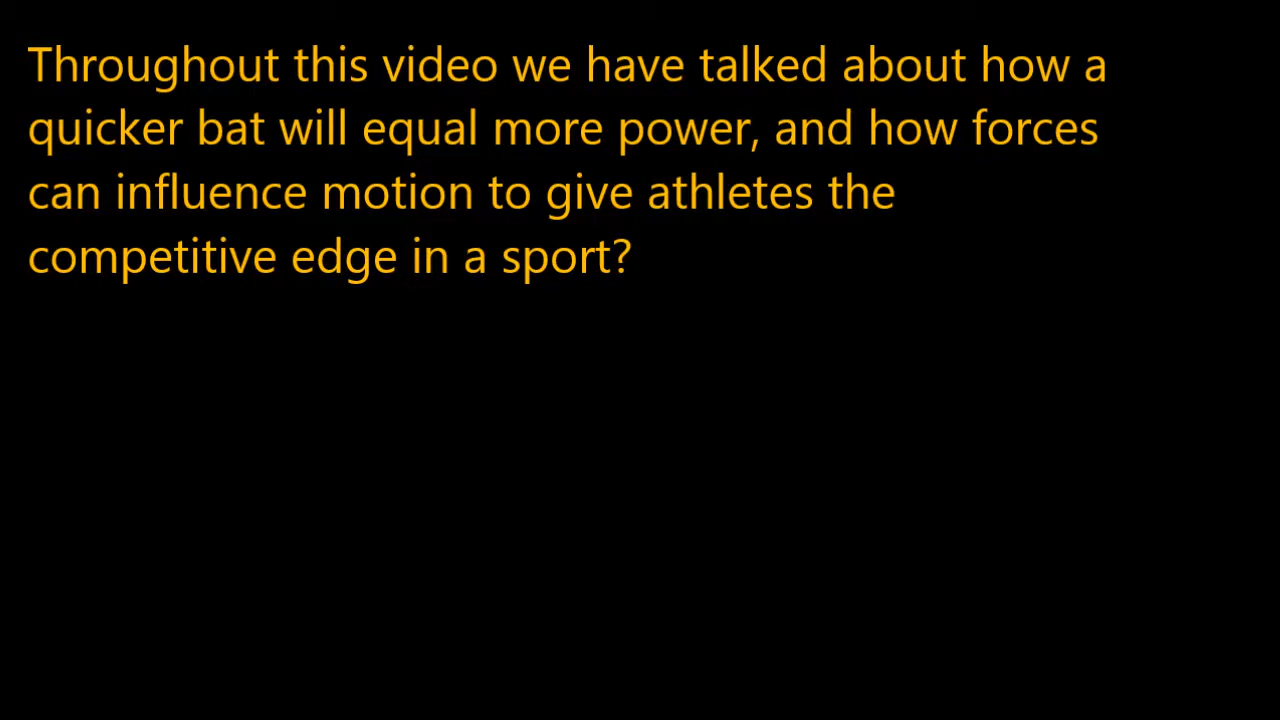 Throughout this video we have talked about how a
quicker bat will equal more power, and how forces
can influence motion to give athletes the
competitive edge in a sport?